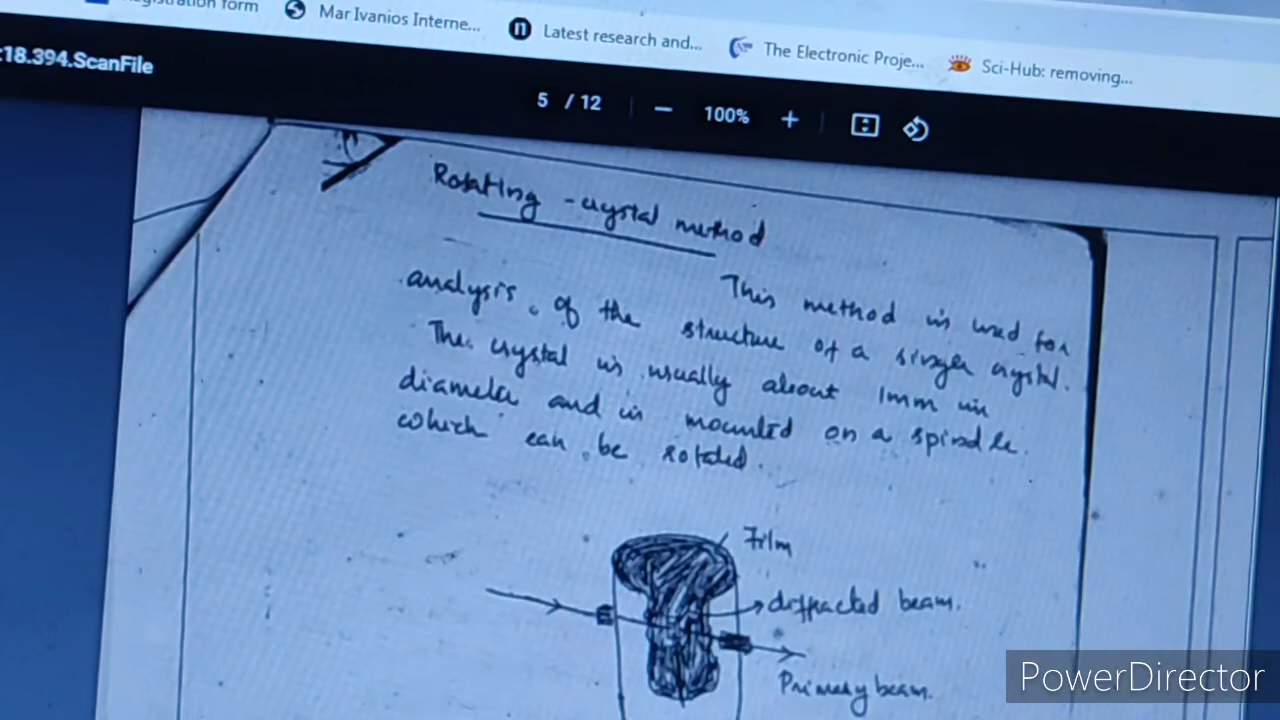 Registration form
Mar Ivanios Interne...
Latest research and...
The Electronic Proje...
Sci-Hub: removing...
:18.394.ScanFile
5 / 12
100%
Rotating - crystal method
This method is used for
analysis of the structure of a single crystal.
The crystal is usually about 1mm in
diameter and is mounted on a spindle
which can be rotated.
Film
diffracted beam.
Primary beam.
PowerDirector